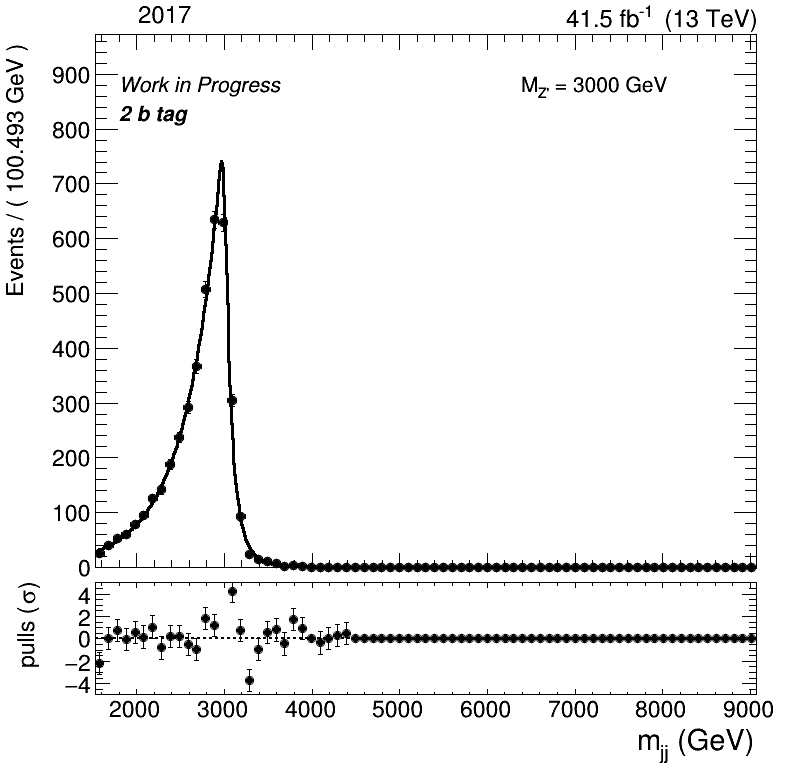 2017 41.5 fb⁻¹ (13 TeV)
Events / ( 100.493 GeV )
900
800
700
600
500
400
300
200
100
0
Work in Progress
2 b tag
M_Z' = 3000 GeV
pulls (σ)
4
2
0
−2
−4
2000 3000 4000 5000 6000 7000 8000 9000
m_jj (GeV)